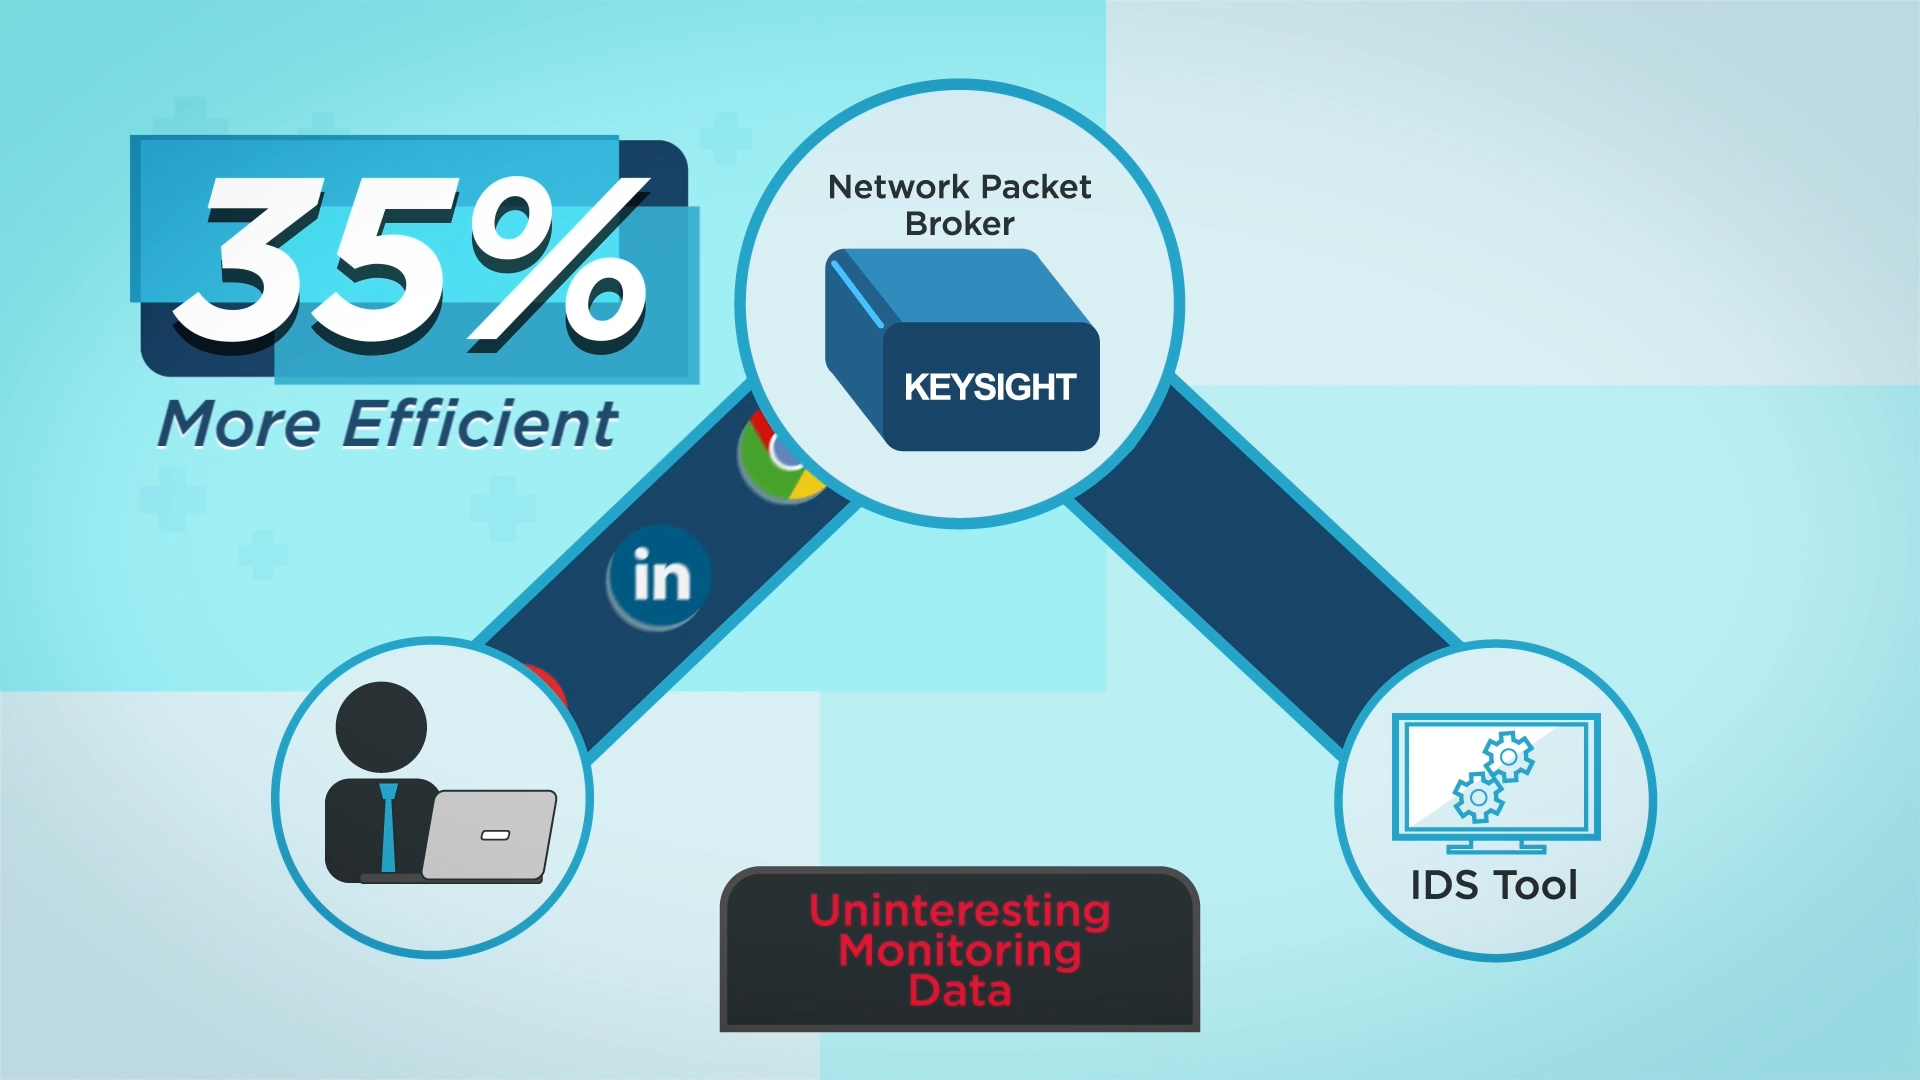 35%
More Efficient
Network Packet
Broker
KEYSIGHT
in
IDS Tool
Uninteresting
Monitoring
Data